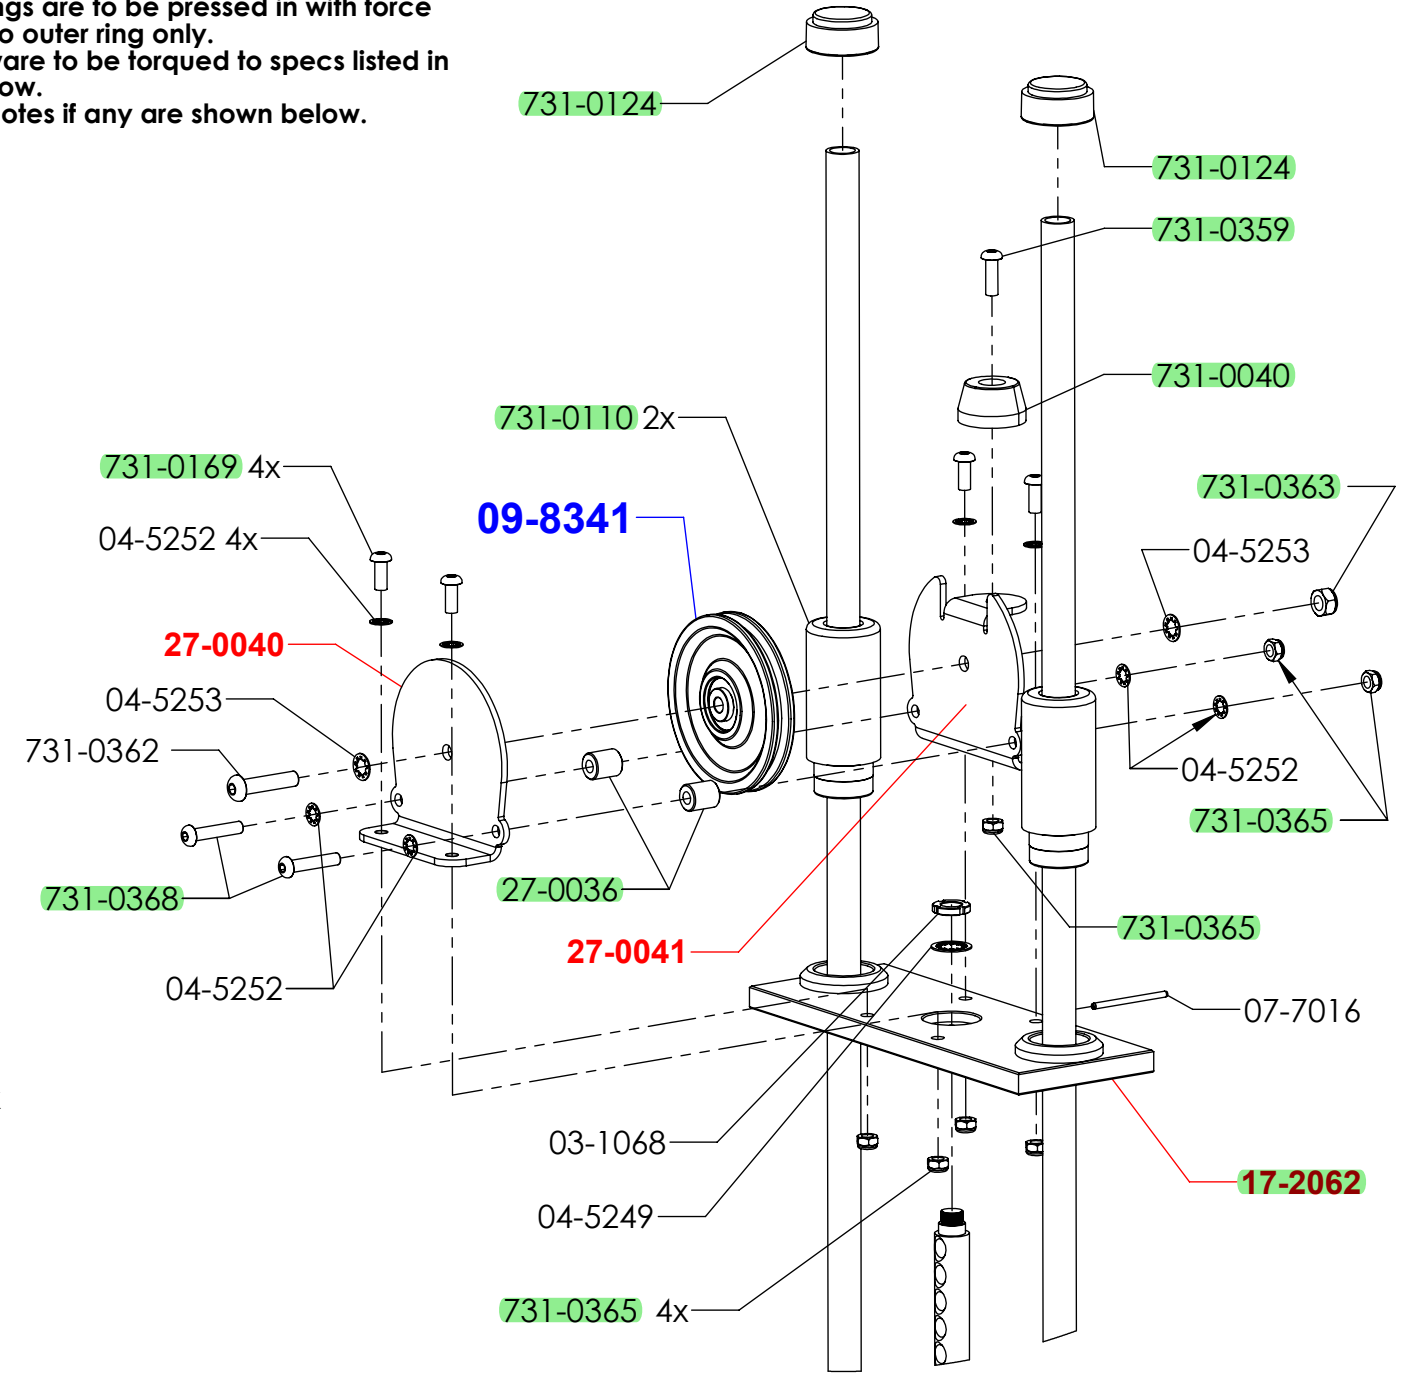 ngs are to be pressed in with force
o outer ring only.
are to be torqued to specs listed in
ow.
otes if any are shown below.
731-0124
731-0124
731-0359
731-0040
731-0110 2x
731-0169 4x
731-0363
09-8341
04-5252 4x
04-5253
27-0040
04-5253
731-0362
04-5252
731-0365
731-0368
27-0036
731-0365
27-0041
04-5252
07-7016
03-1068
17-2062
04-5249
731-0365 4x